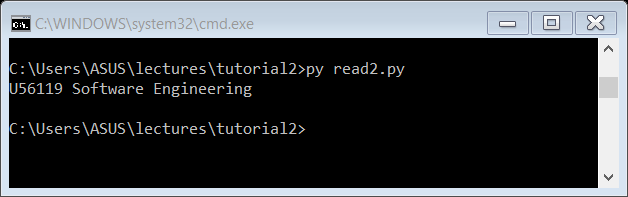 C:\WINDOWS\system32\cmd.exe
C:\Users\ASUS\lectures\tutorial2>py read2.py
U56119 Software Engineering
C:\Users\ASUS\lectures\tutorial2>